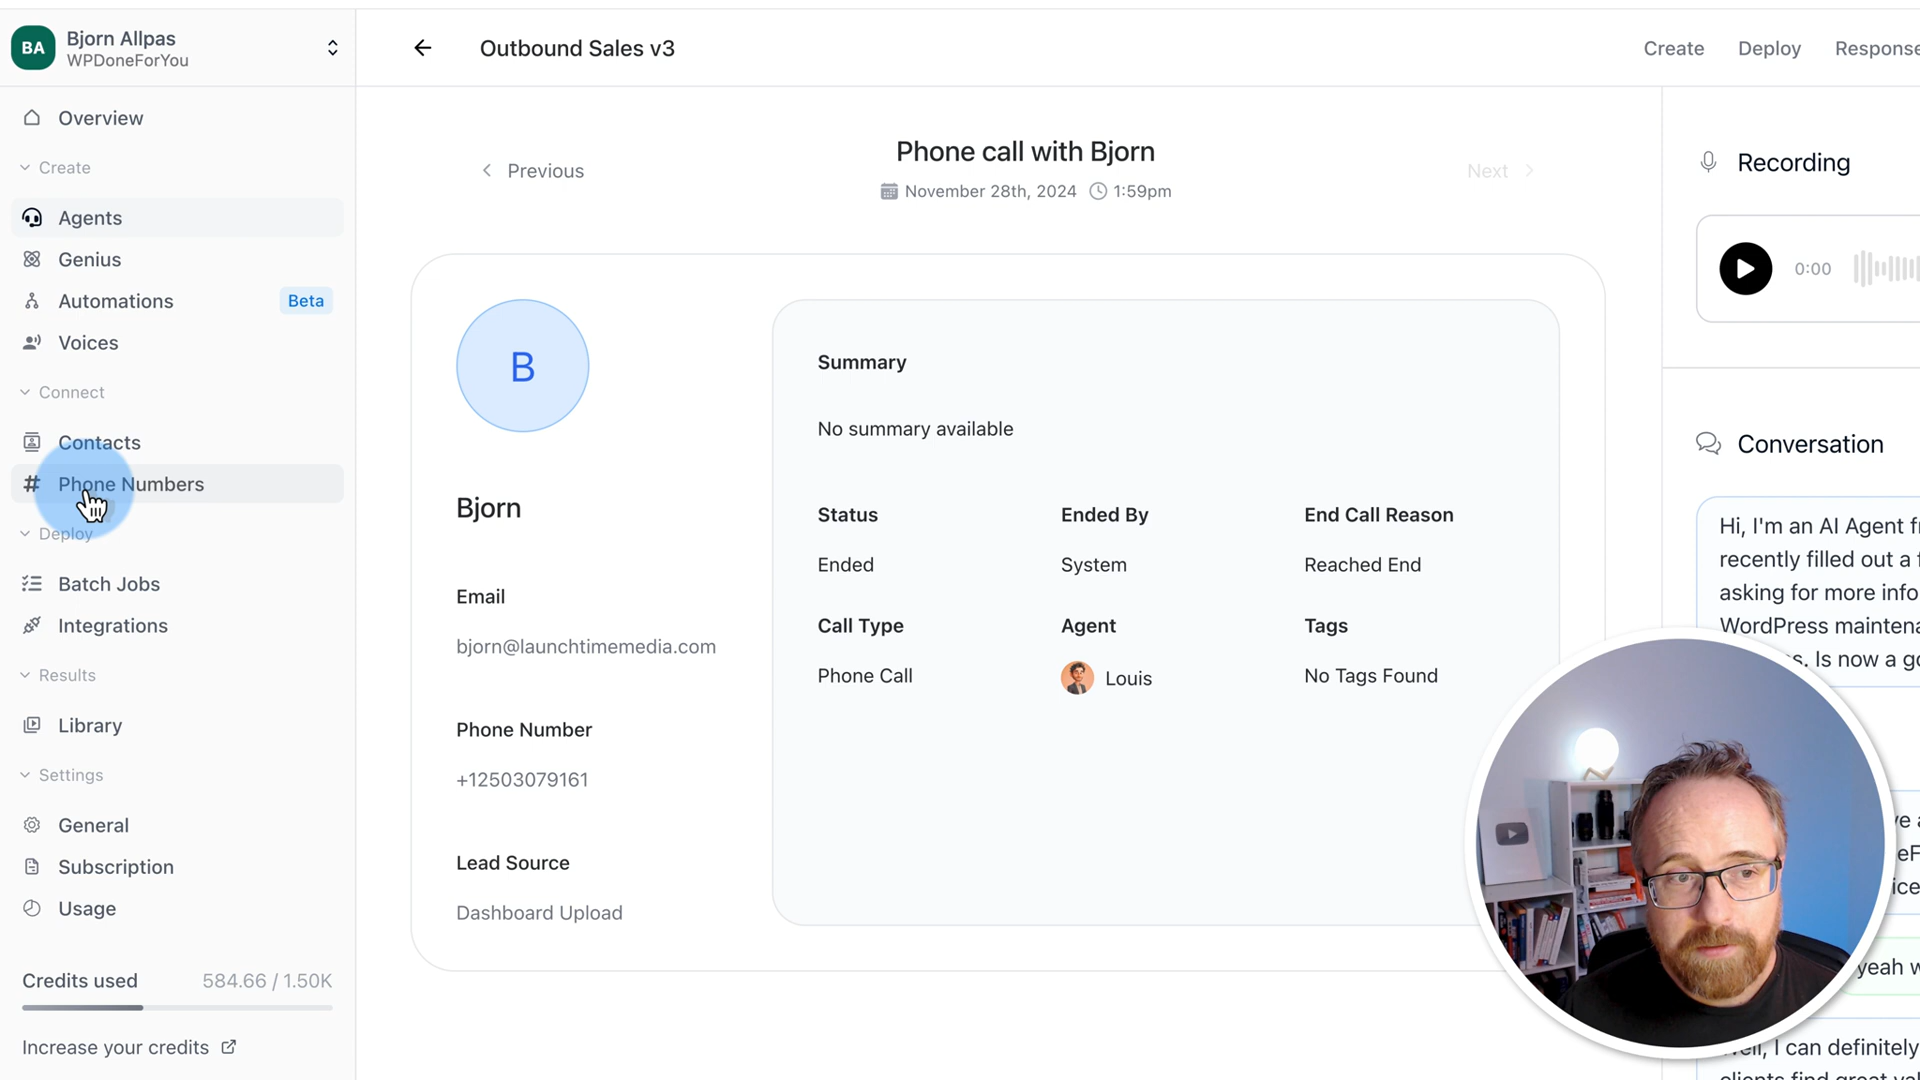 BA
Bjorn Allpas
WPDoneForYou
Outbound Sales v3
Create
Deploy
Response
Overview
Create
Agents
Genius
Automations
Beta
Voices
Connect
Contacts
Phone Numbers
Deploy
Batch Jobs
Integrations
Results
Library
Settings
General
Subscription
Usage
Credits used
584.66 / 1.50K
Increase your credits
Previous
Phone call with Bjorn
November 28th, 2024
1:59pm
Next
B
Bjorn
Email
bjorn@launchtimemedia.com
Phone Number
+12503079161
Lead Source
Dashboard Upload
Summary
No summary available
Status
Ended By
End Call Reason
Ended
System
Reached End
Call Type
Agent
Tags
Phone Call
Louis
No Tags Found
Recording
0:00
Conversation
Hi, I'm an AI Agent
recently filled out a
asking for more info
WordPress
Is now a
yeah
I can definitely